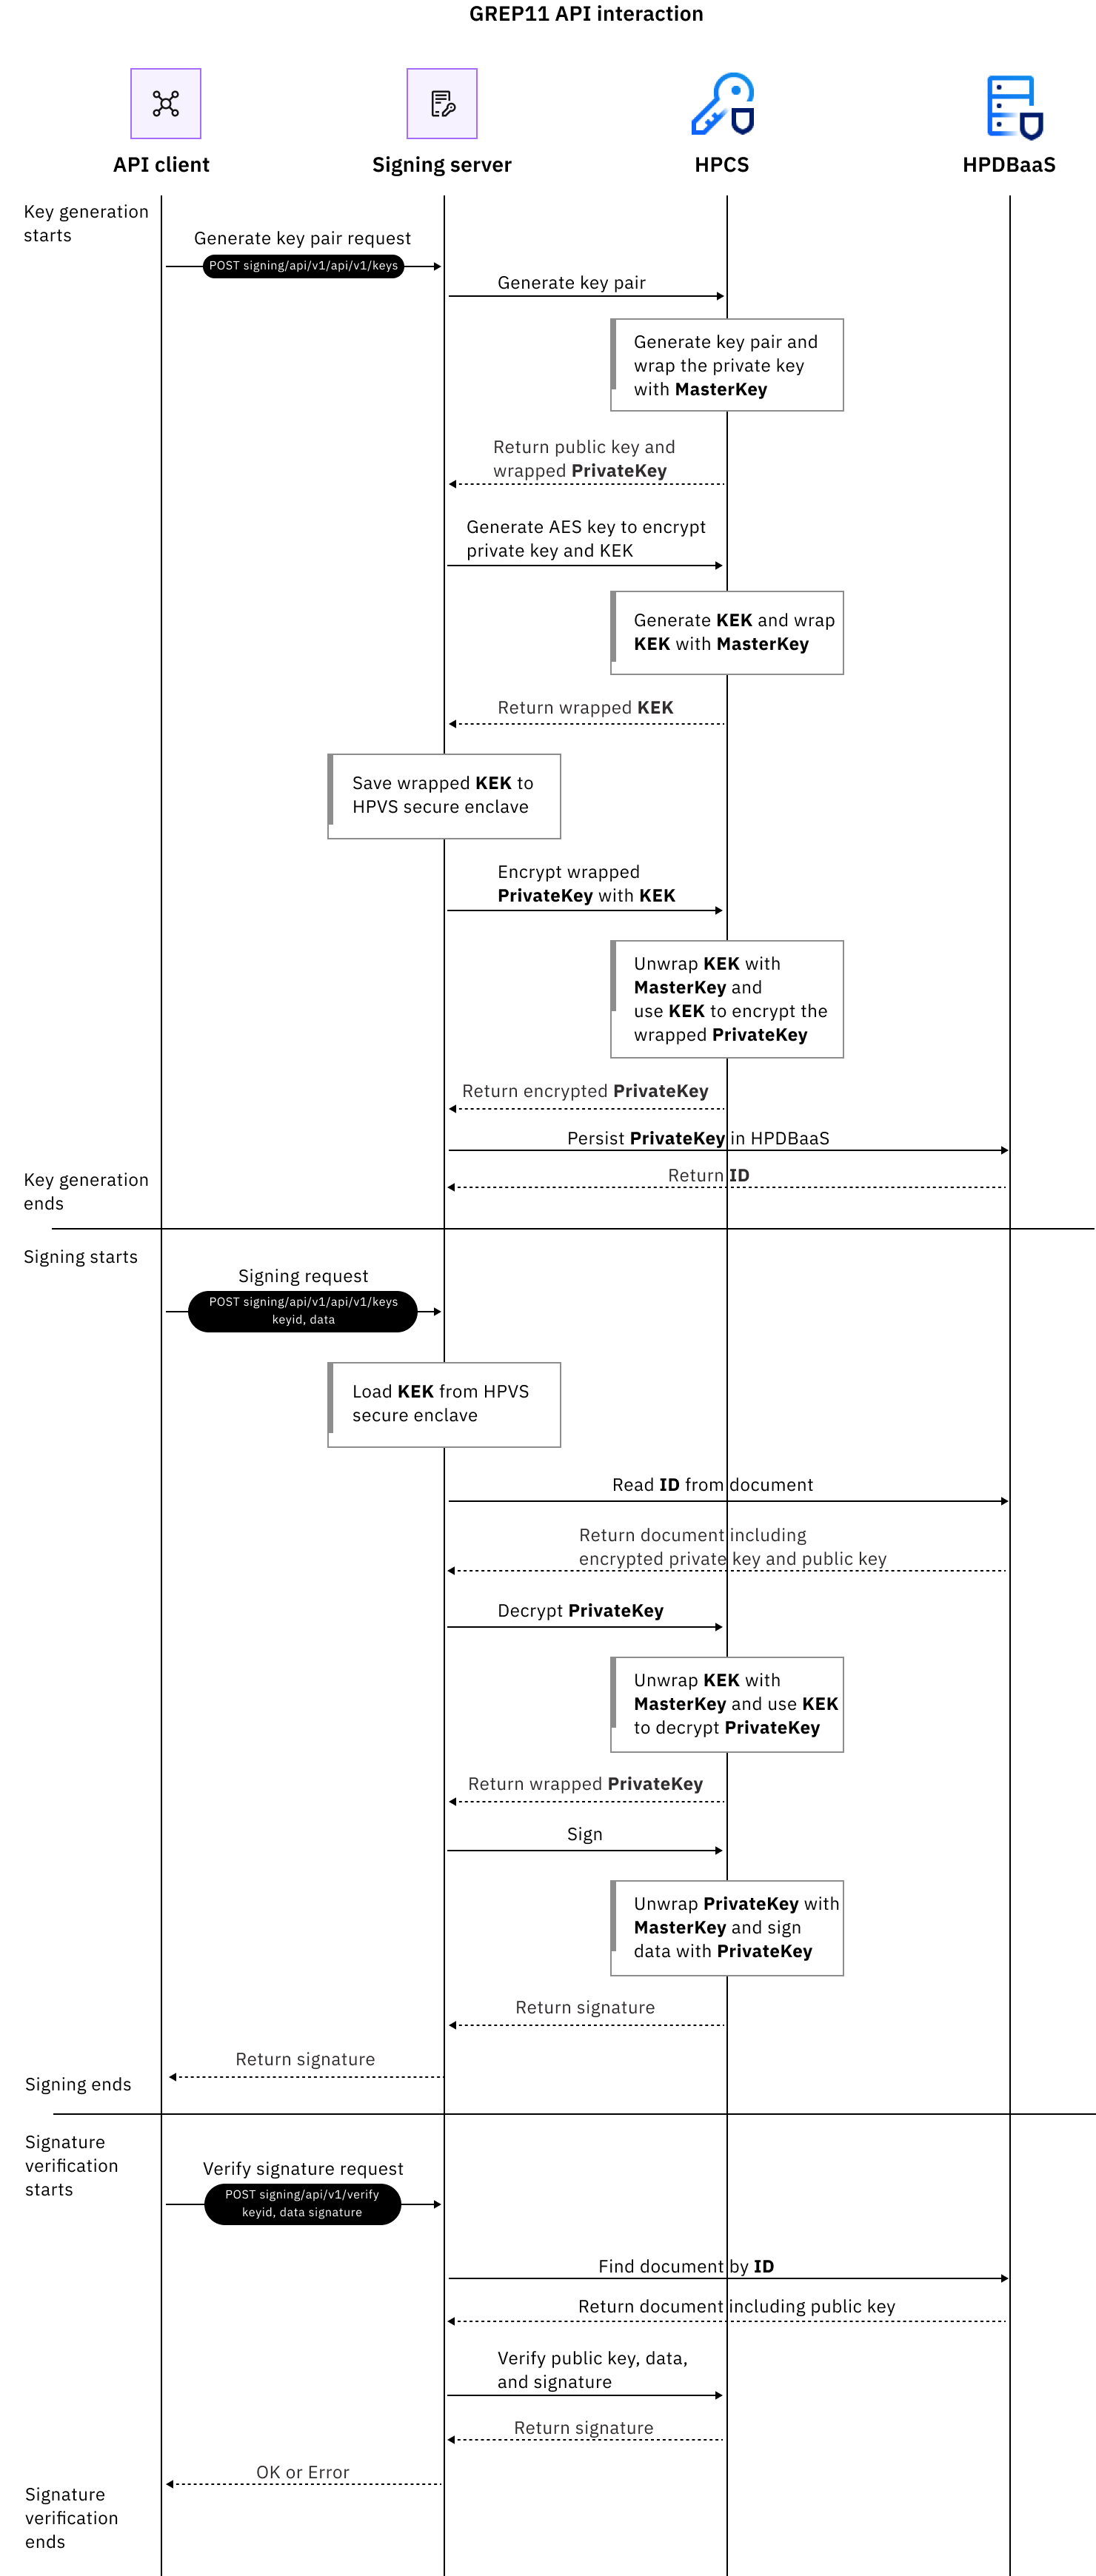 GREP11 API interaction
API client
Signing server
HPCS
HPDBaaS
Key generation
starts
Generate key pair request
POST signing/api/v1/api/v1/keys
Generate key pair
Generate key pair and
wrap the private key
with MasterKey
Return public key and
wrapped PrivateKey
Generate AES key to encrypt
private key and KEK
Generate KEK and wrap
KEK with MasterKey
Return wrapped KEK
Save wrapped KEK to
HPVS secure enclave
Encrypt wrapped
PrivateKey with KEK
Unwrap KEK with
MasterKey and
use KEK to encrypt the
wrapped PrivateKey
Return encrypted PrivateKey
Persist PrivateKey in HPDBaaS
Return ID
Key generation
ends
Signing starts
Signing request
POST signing/api/v1/api/v1/keys
keyid, data
Load KEK from HPVS
secure enclave
Read ID from document
Return document including
encrypted private key and public key
Decrypt PrivateKey
Unwrap KEK with
MasterKey and use KEK
to decrypt PrivateKey
Return wrapped PrivateKey
Sign
Unwrap PrivateKey with
MasterKey and sign
data with PrivateKey
Return signature
Return signature
Signing ends
Signature
verification
starts
Verify signature request
POST signing/api/v1/verify
keyid, data signature
Find document by ID
Return document including public key
Verify public key, data,
and signature
Return signature
OK or Error
Signature
verification
ends